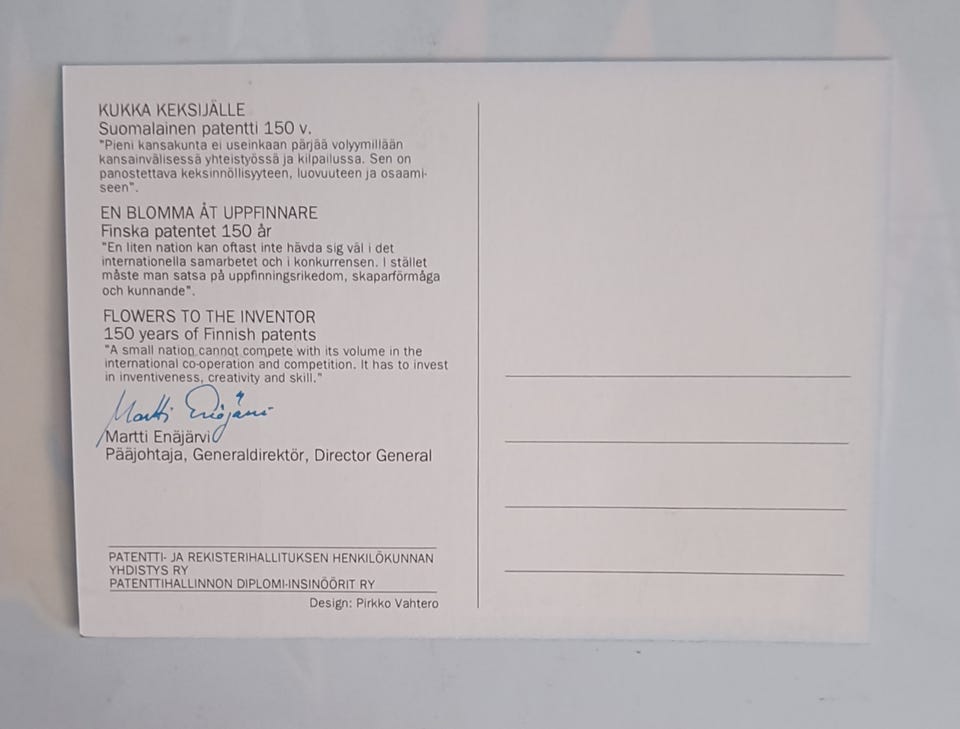 KUKKA KEKSIJÄLLE
Suomalainen patentti 150 v.
"Pieni kansakunta ei useinkaan pärjää volyymillään
kansainvälisessä yhteistyössä ja kilpailussa. Sen on
panostettava keksinnöllisyyteen, luovuuteen ja osaami-
seen".
EN BLOMMA ÅT UPPFINNARE
Finska patentet 150 år
"En liten nation kan oftast inte hävda sig väl i det
internationella samarbetet och i konkurrensen. I stället
måste man satsa på uppfinningsrikedom, skaparförmåga
och kunnande".
FLOWERS TO THE INVENTOR
150 years of Finnish patents
"A small nation cannot compete with its volume in the
international co-operation and competition. It has to invest
in inventiveness, creativity and skill."
Martti Enäjärvi
Martti Enäjärvi
Pääjohtaja, Generaldirektör, Director General
PATENTTI- JA REKISTERIHALLITUKSEN HENKILÖKUNNAN
YHDISTYS RY
PATENTTIHALLINNON DIPLOMI-INSINÖÖRIT RY
Design: Pirkko Vahtero